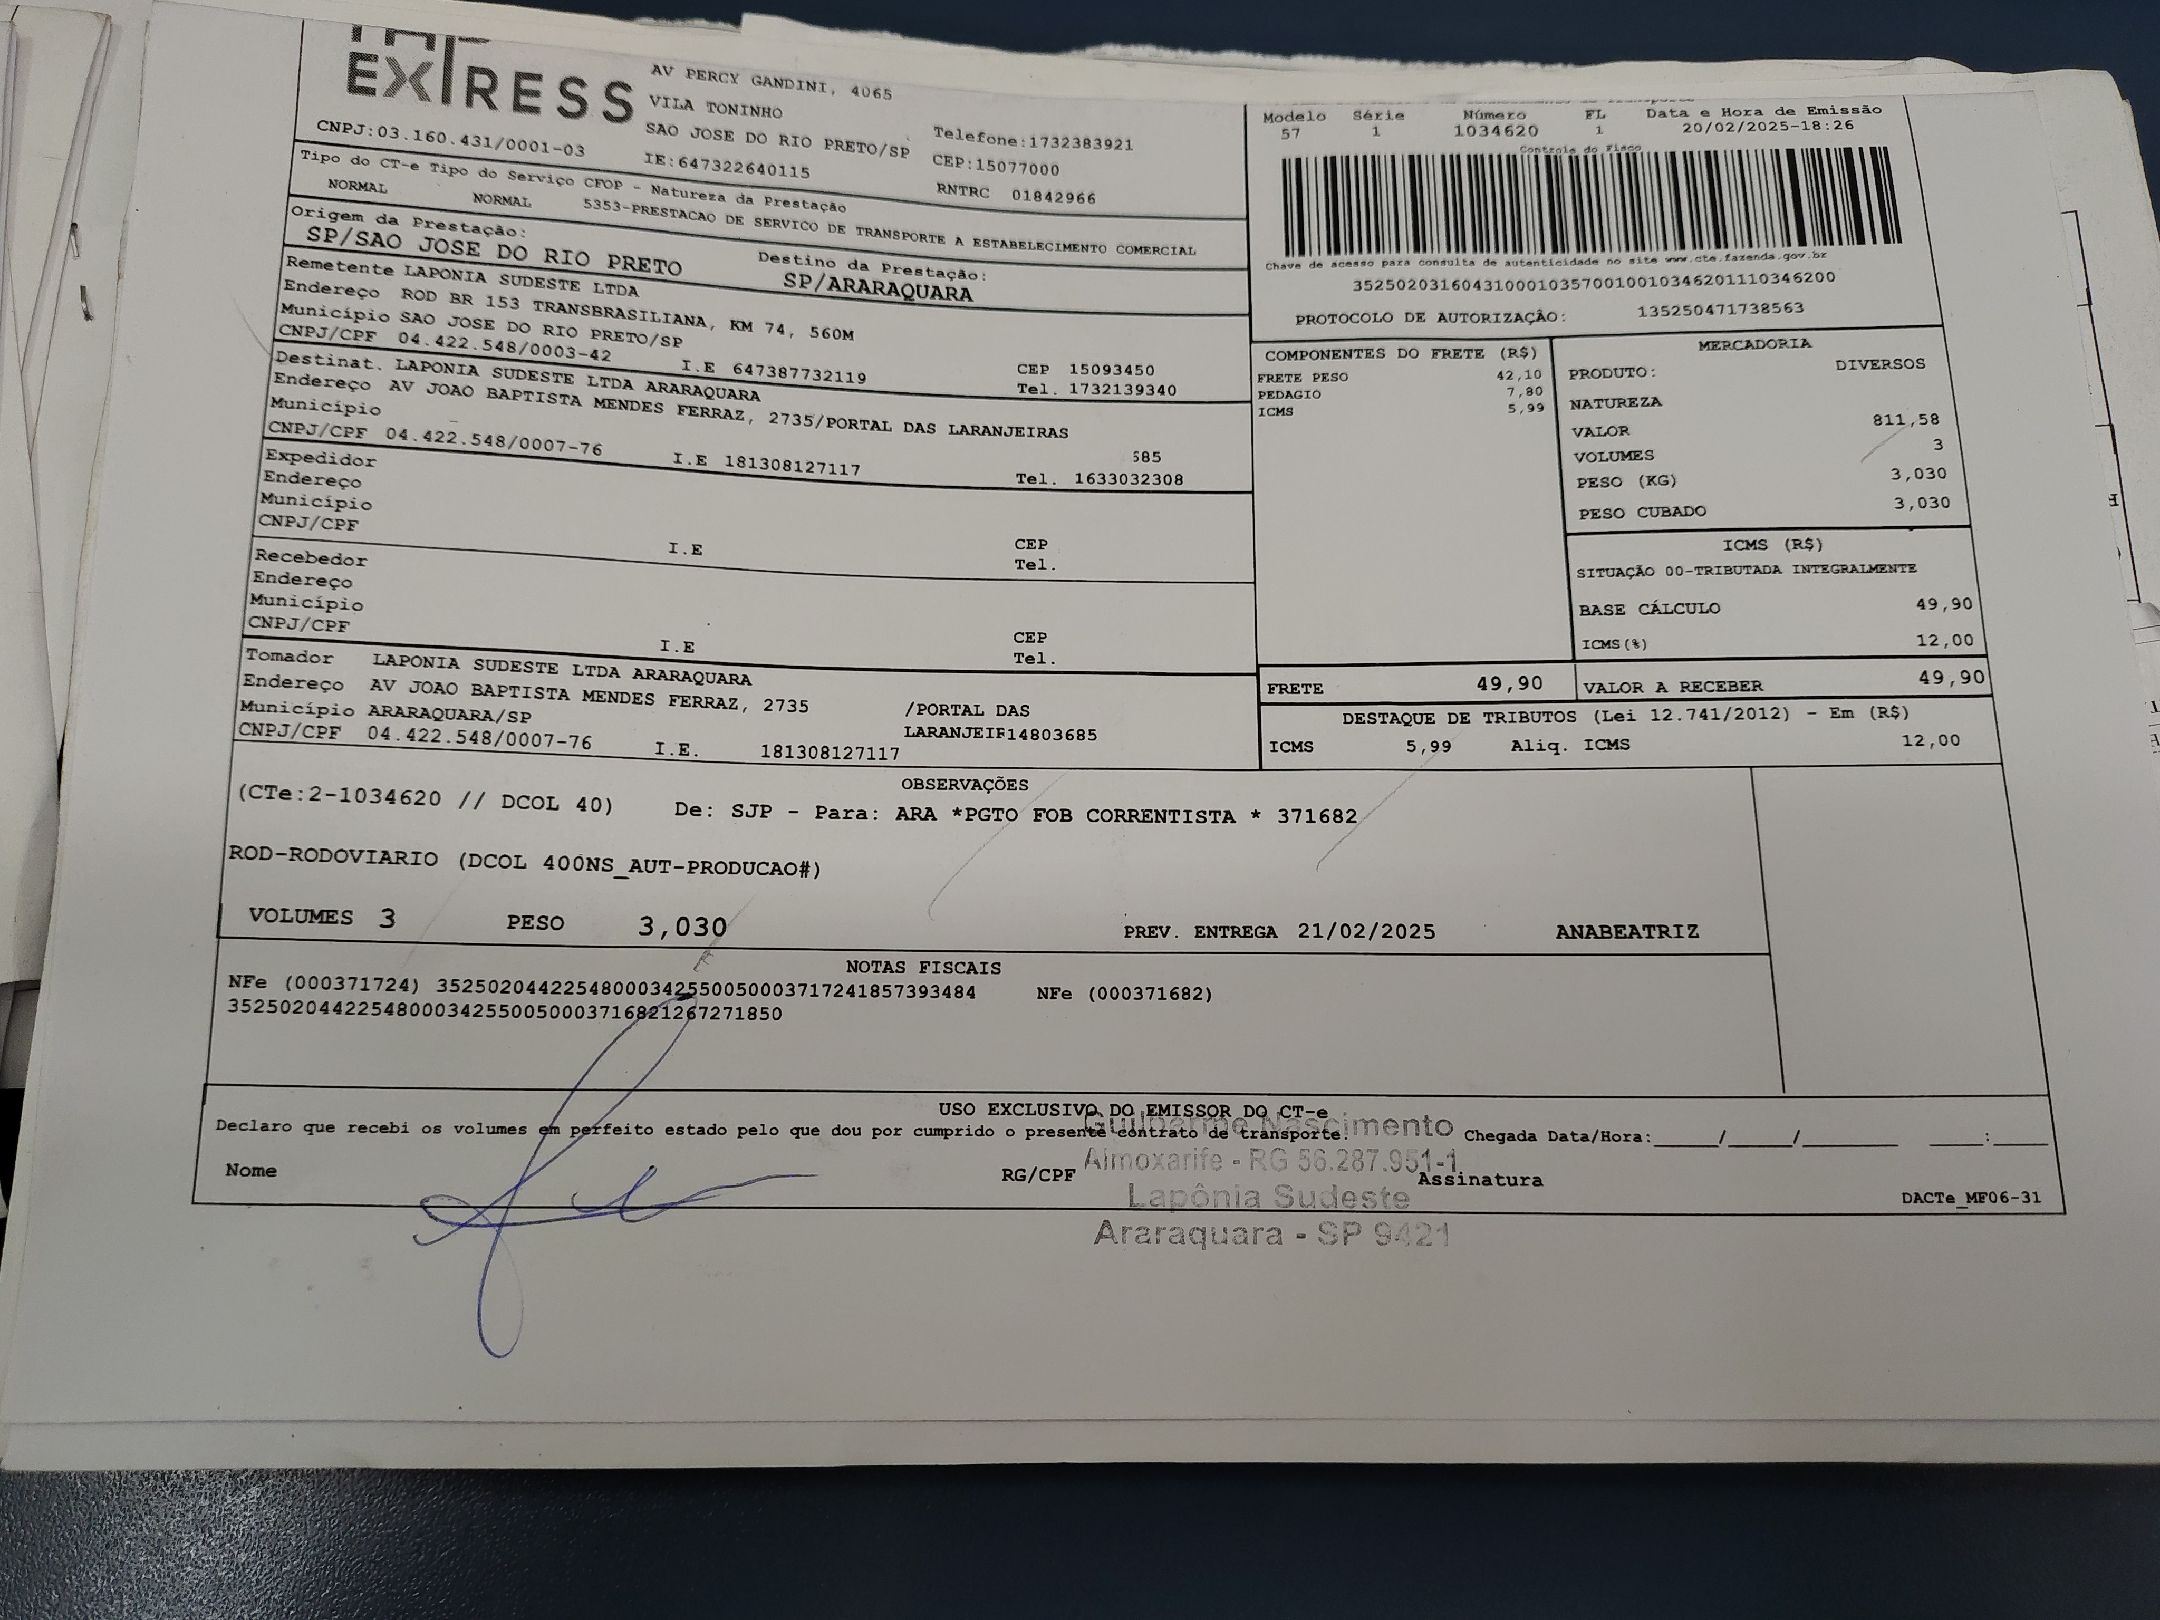 EXPRESS
AV PERCY GANDINI, 4065
VILA TONINHO
SAO JOSE DO RIO PRETO/SP
Telefone:1732383921
CNPJ:03.160.431/0001-03
IE:647322640115
CEP:15077000
RNTRC 01842966
Modelo Série Número FL Data e Hora de Emissão
57 1 1034620 1 20/02/2025-18:26
Controle do Fisco
Tipo do CT-e Tipo do Serviço CFOP - Natureza da Prestação
NORMAL NORMAL 5353-PRESTACAO DE SERVICO DE TRANSPORTE A ESTABELECIMENTO COMERCIAL
Origem da Prestação:
SP/SAO JOSE DO RIO PRETO
Destino da Prestação:
SP/ARARAQUARA
Chave de acesso para consulta de autenticidade no site www.cte.fazenda.gov.br
35250203160431000103570010010346201110346200
PROTOCOLO DE AUTORIZAÇÃO: 135250471738563
Remetente LAPONIA SUDESTE LTDA
Endereço ROD BR 153 TRANSBRASILIANA, KM 74, 560M
Município SAO JOSE DO RIO PRETO/SP
CNPJ/CPF 04.422.548/0003-42 I.E 647387732119
CEP 15093450
Tel. 1732139340
Destinat. LAPONIA SUDESTE LTDA ARARAQUARA
Endereço AV JOAO BAPTISTA MENDES FERRAZ, 2735/PORTAL DAS LARANJEIRAS
Município
585
CNPJ/CPF 04.422.548/0007-76 I.E 181308127117 Tel. 1633032308
Expedidor
Endereço
Município
CNPJ/CPF I.E CEP
Tel.
Recebedor
Endereço
Município
CNPJ/CPF I.E CEP
Tel.
Tomador LAPONIA SUDESTE LTDA ARARAQUARA
Endereço AV JOAO BAPTISTA MENDES FERRAZ, 2735 /PORTAL DAS
Município ARARAQUARA/SP LARANJEIF14803685
CNPJ/CPF 04.422.548/0007-76 I.E. 181308127117
COMPONENTES DO FRETE (R$)
FRETE PESO 42,10
PEDAGIO 7,80
ICMS 5,99
MERCADORIA
PRODUTO: DIVERSOS
NATUREZA
VALOR 811,58
VOLUMES 3
PESO (KG) 3,030
PESO CUBADO 3,030
ICMS (R$)
SITUAÇÃO 00-TRIBUTADA INTEGRALMENTE
BASE CÁLCULO 49,90
ICMS(%) 12,00
FRETE 49,90 VALOR A RECEBER 49,90
DESTAQUE DE TRIBUTOS (Lei 12.741/2012) - Em (R$)
ICMS 5,99 Aliq. ICMS 12,00
OBSERVAÇÕES
(CTe:2-1034620 // DCOL 40) De: SJP - Para: ARA *PGTO FOB CORRENTISTA * 371682
ROD-RODOVIARIO (DCOL 400NS_AUT-PRODUCAO#)
VOLUMES 3 PESO 3,030 PREV. ENTREGA 21/02/2025 ANABEATRIZ
NOTAS FISCAIS
NFe (000371724) 35250204422548000342550050003717241857393484 NFe (000371682)
35250204422548000342550050003716821267271850
USO EXCLUSIVO DO EMISSOR DO CT-e
Declaro que recebi os volumes em perfeito estado pelo que dou por cumprido o presente contrato de transporte. Chegada Data/Hora:_____/_____/_______ ____:____
Nome RG/CPF Assinatura
Guilherme Nascimento
Almoxarife - RG 56.287.951-1
Lapônia Sudeste
Araraquara - SP 9421
DACTe_MF06-31